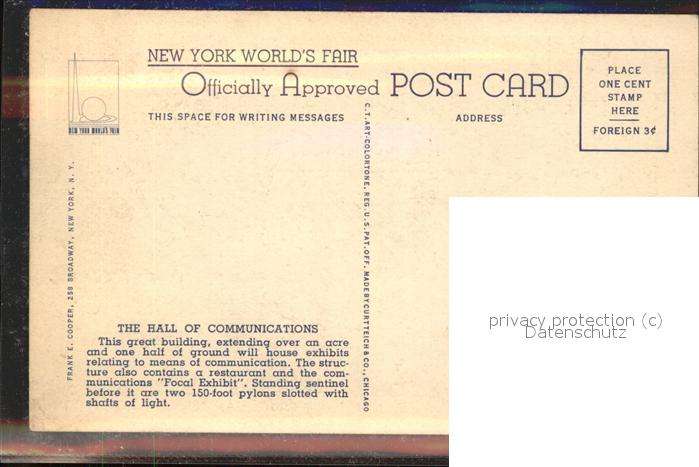 NEW YORK WORLD'S FAIR
Officially Approved POST CARD
THIS SPACE FOR WRITING MESSAGES
ADDRESS
PLACE
ONE CENT
STAMP
HERE
FOREIGN 3¢
NEW YORK WORLD'S FAIR
FRANK E. COOPER, 258 BROADWAY, NEW YORK, N. Y.
C.T. ART-COLORTONE, REG. U.S. PAT. OFF. MADE BY CURT TEICH & CO., CHICAGO
THE HALL OF COMMUNICATIONS
This great building, extending over an acre
and one half of ground will house exhibits
relating to means of communication. The struc-
ture also contains a restaurant and the com-
munications "Focal Exhibit". Standing sentinel
before it are two 150-foot pylons slotted with
shafts of light.
privacy protection (c)
Datenschutz